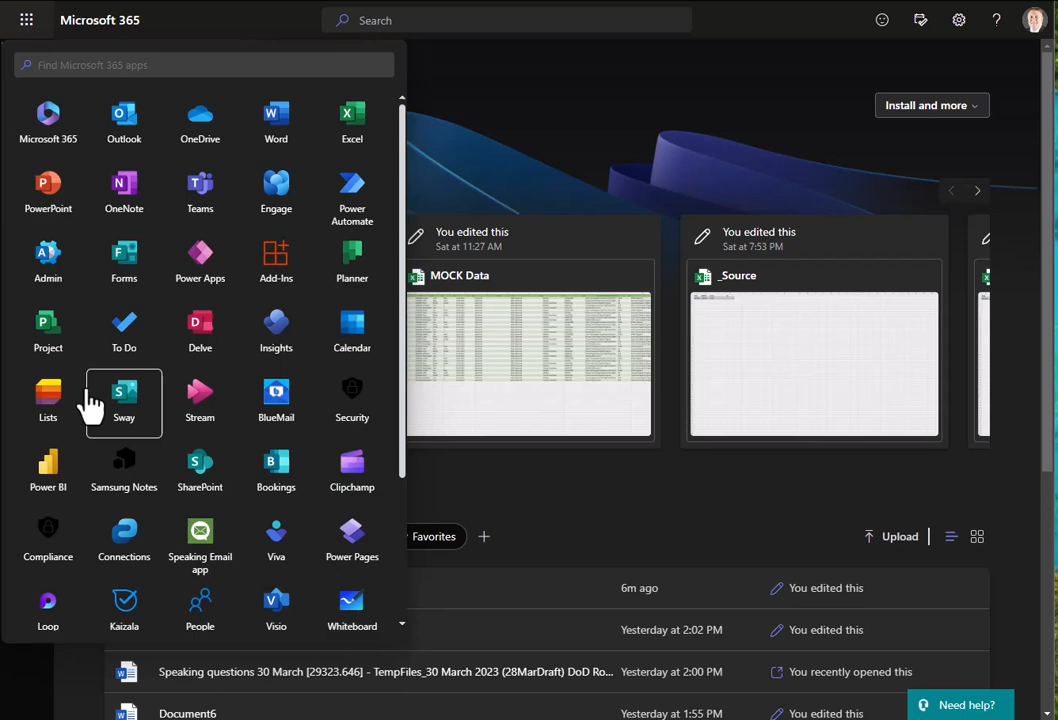 Microsoft 365
Search
Find Microsoft 365 apps
Microsoft 365
Outlook
OneDrive
Word
Excel
PowerPoint
OneNote
Teams
Engage
Power
Automate
Admin
Forms
Power Apps
Add-Ins
Planner
Project
To Do
Delve
Insights
Calendar
Lists
Sway
Stream
BlueMail
Security
Power BI
Samsung Notes
SharePoint
Bookings
Clipchamp
Compliance
Connections
Speaking Email
app
Viva
Power Pages
Loop
Kaizala
People
Visio
Whiteboard
Install and more
You edited this
Sat at 11:27 AM
MOCK Data
You edited this
Sat at 7:53 PM
_Source
Favorites
Upload
6m ago
You edited this
Yesterday at 2:02 PM
You edited this
Speaking questions 30 March [29323.646] - TempFiles_30 March 2023 (28MarDraft) DoD Ro...
Yesterday at 2:00 PM
You recently opened this
Document6
Yesterday at 1:55 PM
You edited this
Need help?